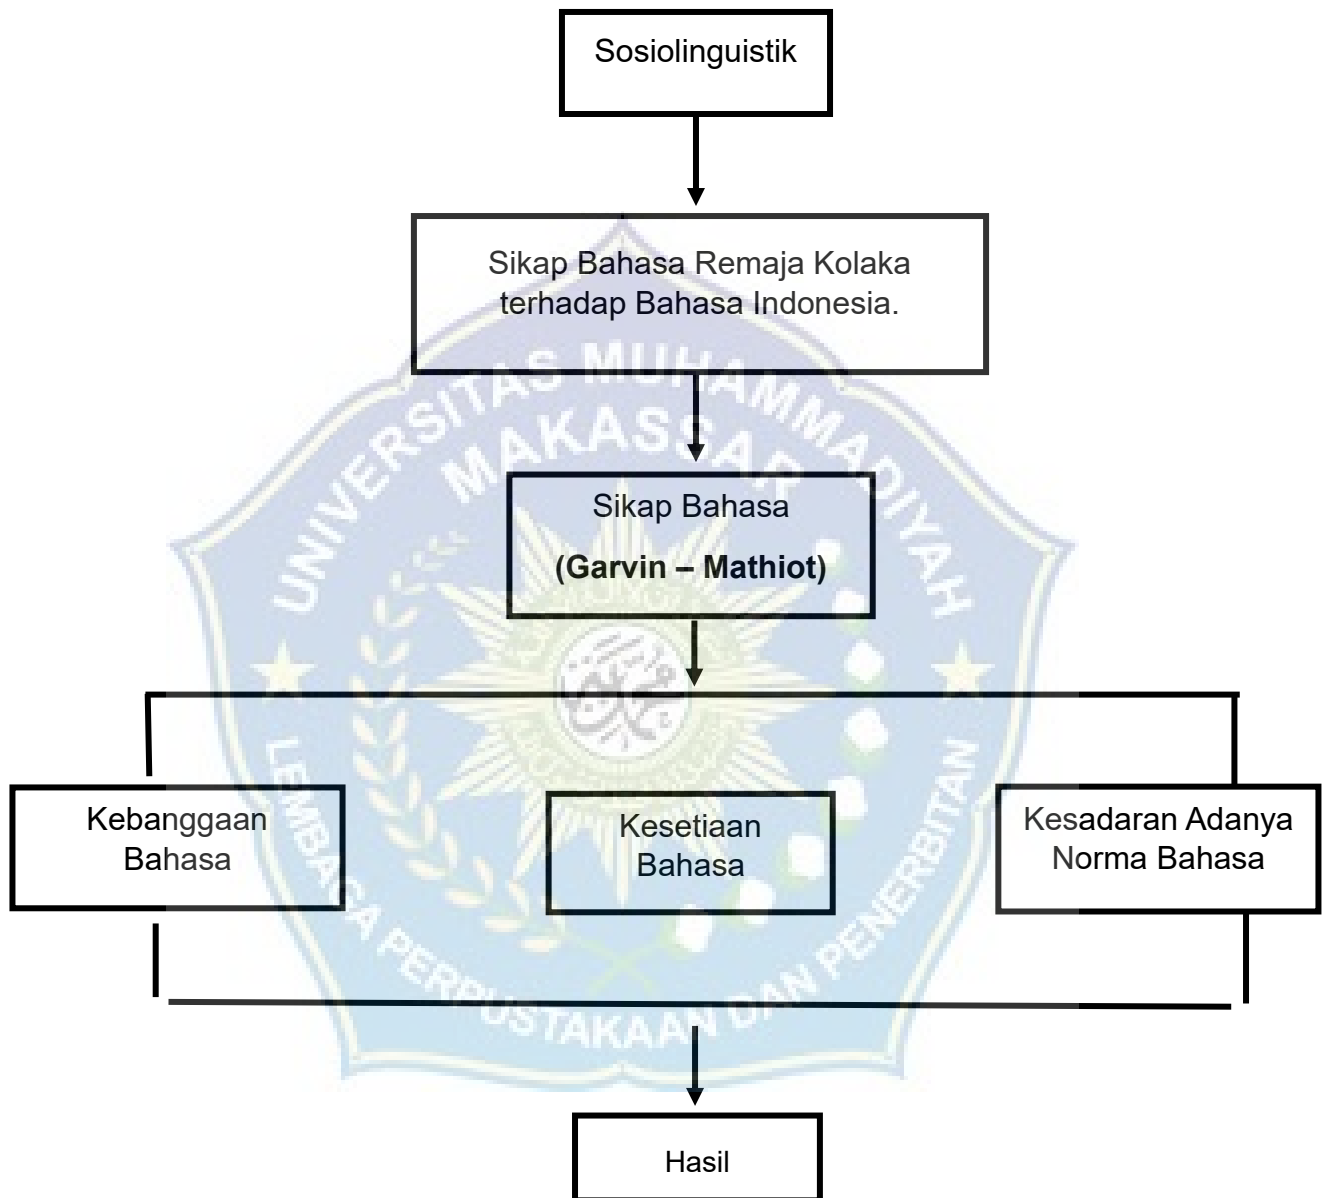 Sosiolinguistik
Sikap Bahasa Remaja Kolaka
terhadap Bahasa Indonesia.
UNIVERSITAS MUHAMMADIYAH
MAKASSAR
Sikap Bahasa
(Garvin – Mathiot)
Kebanggaan
Bahasa
Kesetiaan
Bahasa
Kesadaran Adanya
Norma Bahasa
LEMBAGA PERPUSTAKAAN DAN PENERBITAN
Hasil